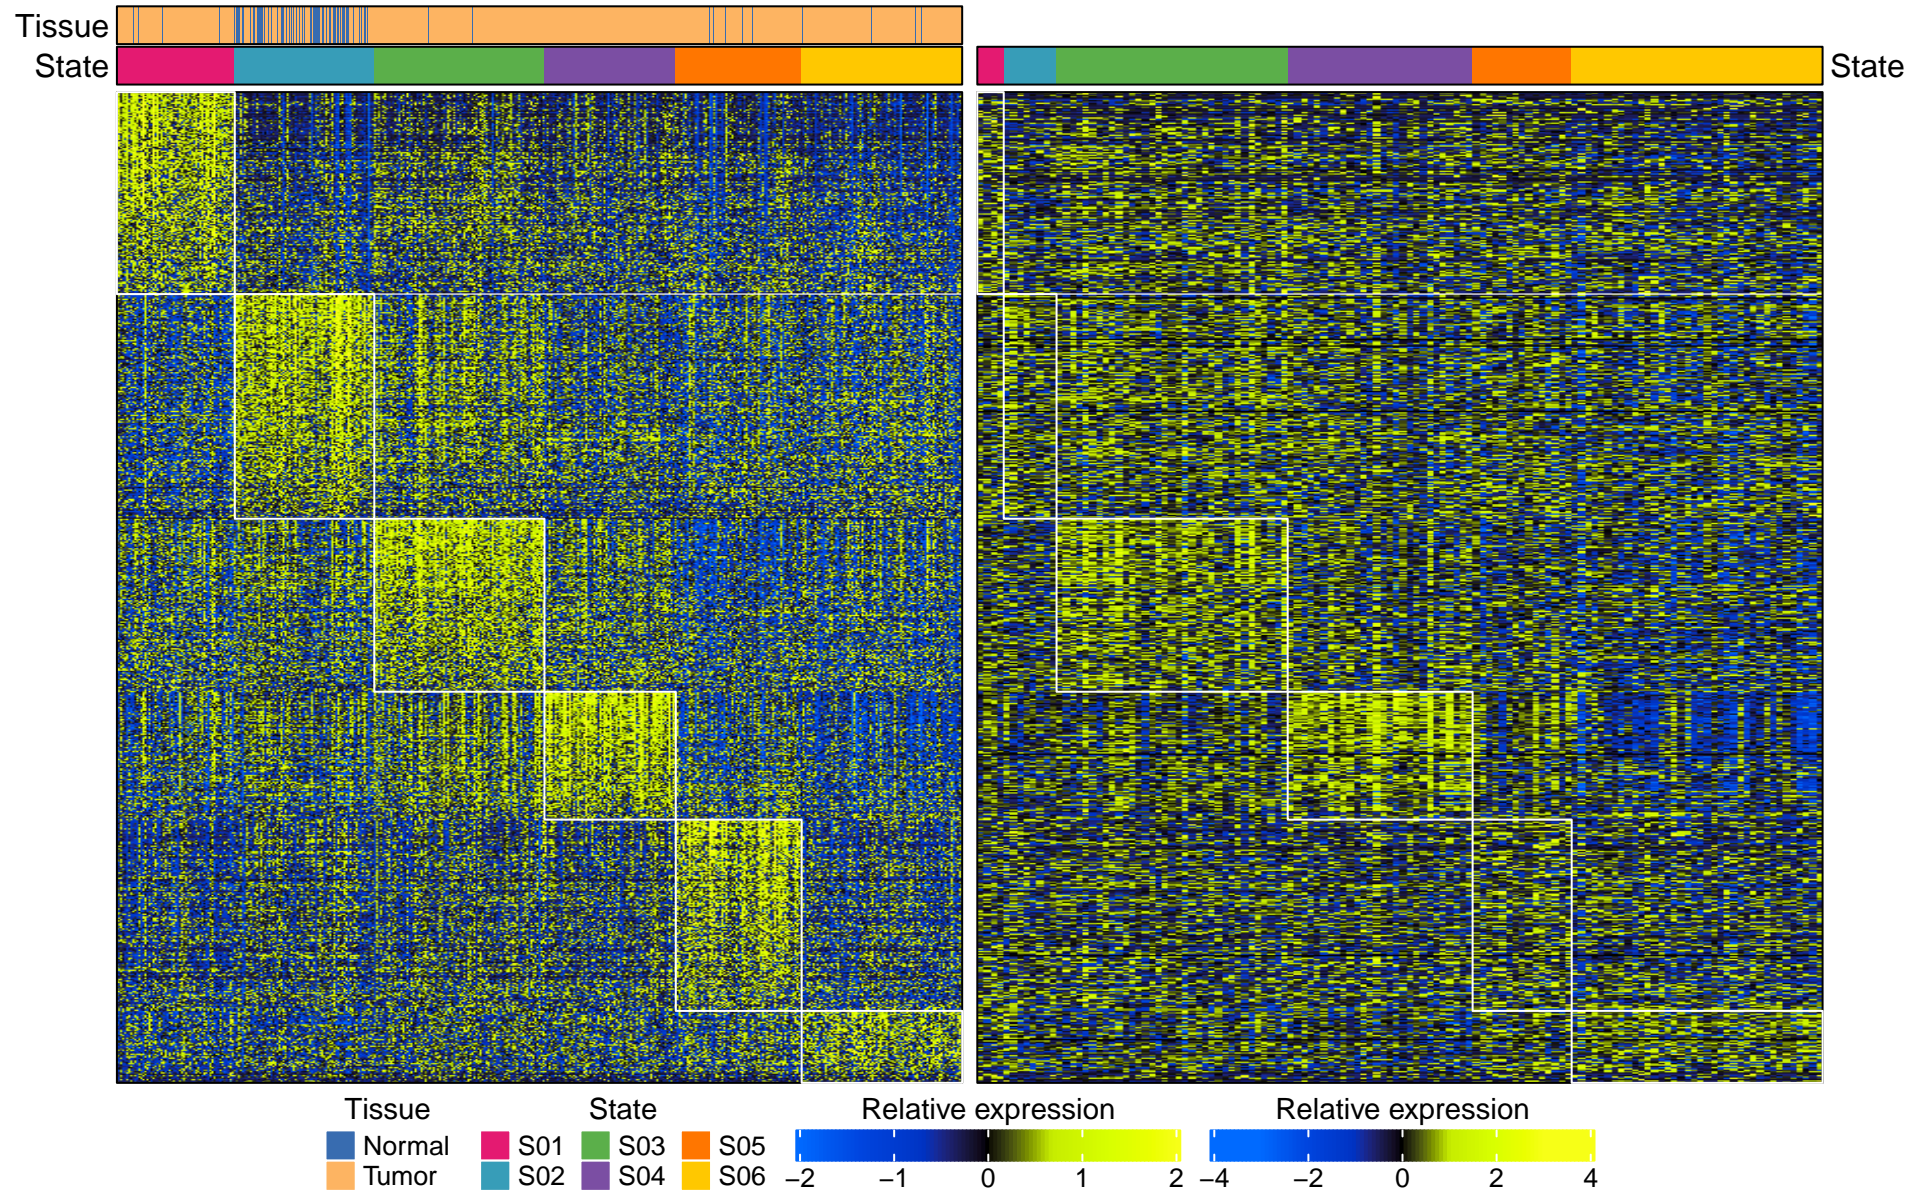 Tissue
State
State
Tissue State Relative expression Relative expression
Normal S01 S03 S05
Tumor S02 S04 S06
−2 −1 0 1 2 −4 −2 0 2 4